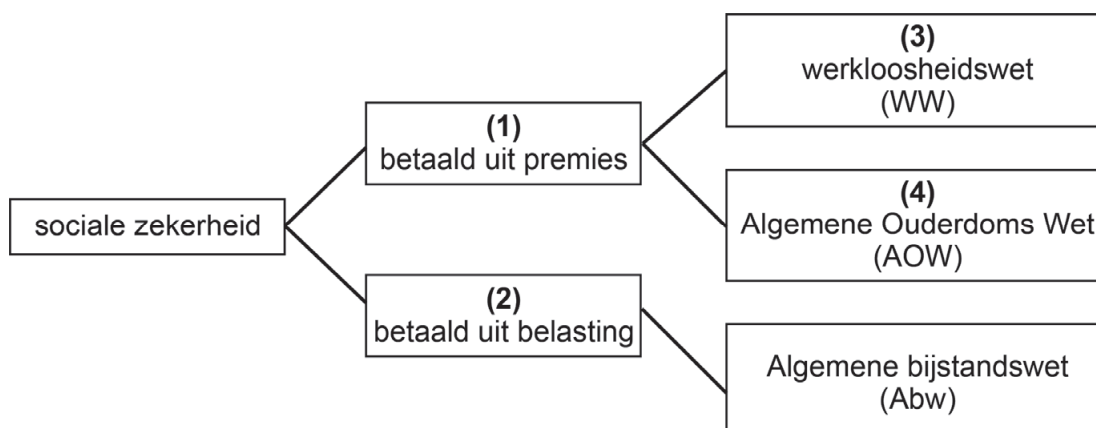 sociale zekerheid
(1)
betaald uit premies
(2)
betaald uit belasting
(3)
werkloosheidswet
(WW)
(4)
Algemene Ouderdoms Wet
(AOW)
Algemene bijstandswet
(Abw)